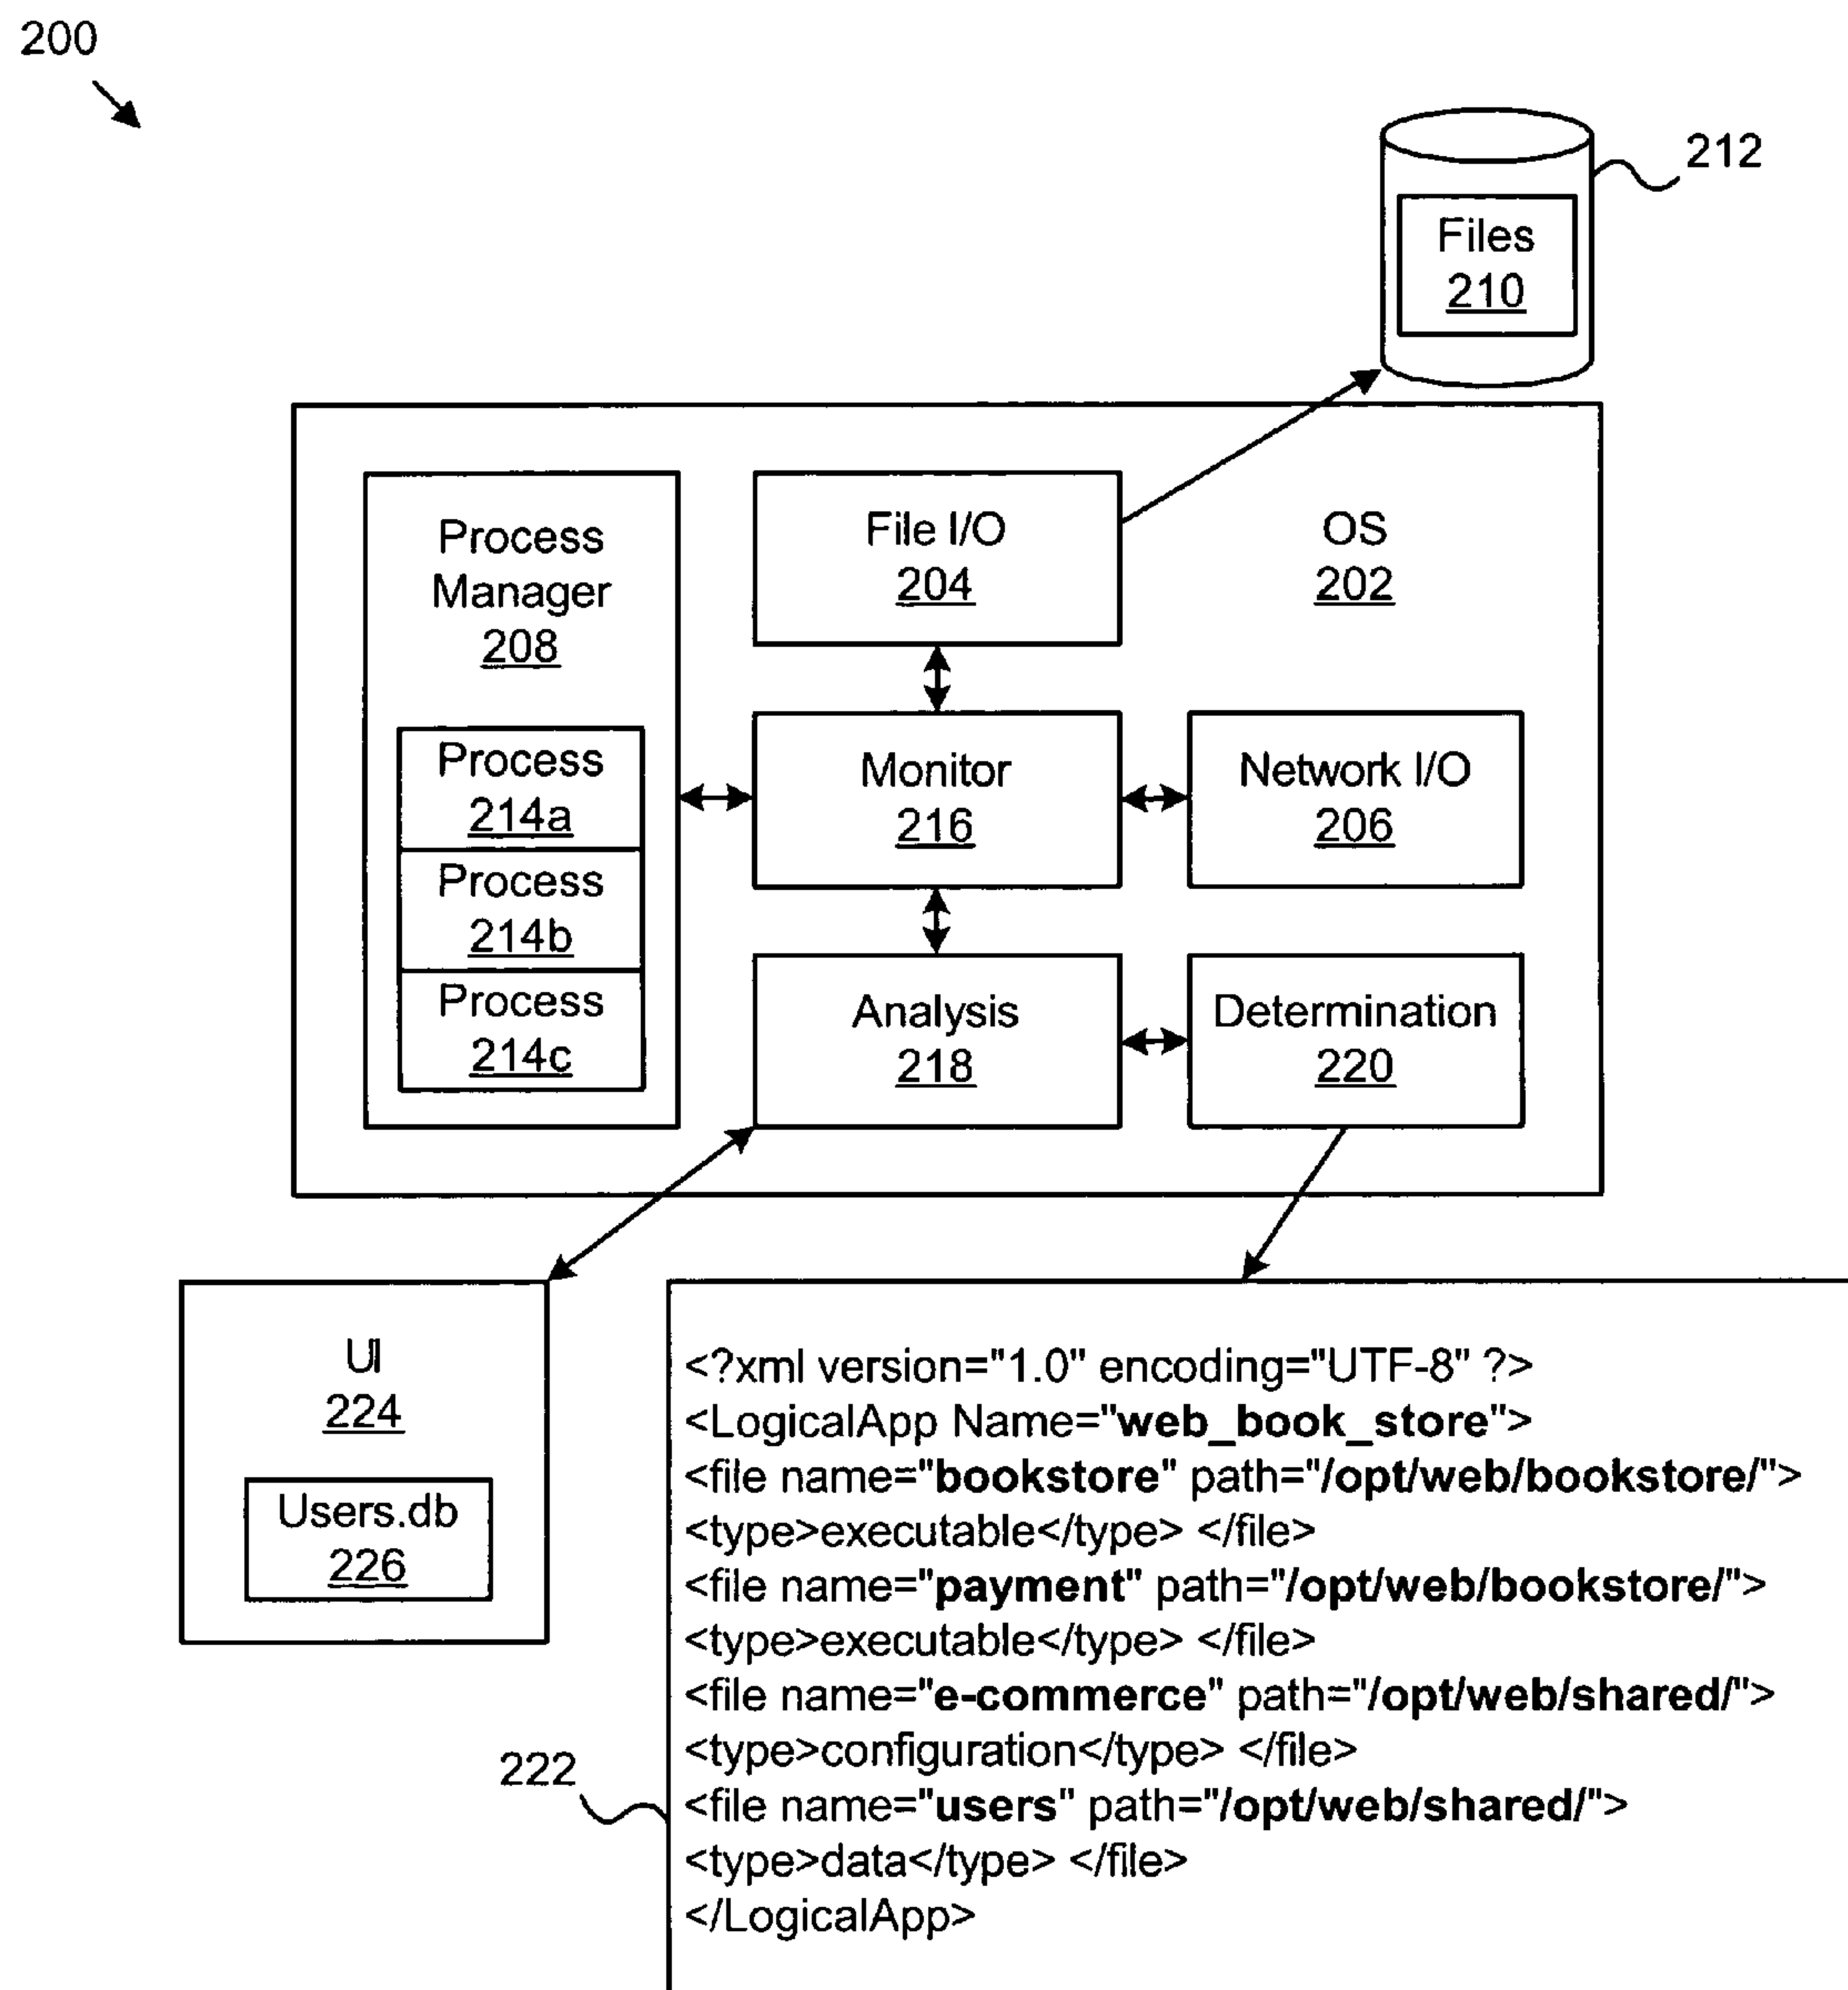 200
212
Files
210
Process
Manager
208
File I/O
204
OS
202
Process
214a
Process
214b
Process
214c
Monitor
216
Network I/O
206
Analysis
218
Determination
220
UI
224
Users.db
226
<?xml version="1.0" encoding="UTF-8" ?>
<LogicalApp Name="web_book_store">
<file name="bookstore" path="/opt/web/bookstore/">
<type>executable</type> </file>
<file name="payment" path="/opt/web/bookstore/">
<type>executable</type> </file>
<file name="e-commerce" path="/opt/web/shared/">
<type>configuration</type> </file>
<file name="users" path="/opt/web/shared/">
<type>data</type> </file>
</LogicalApp>
222